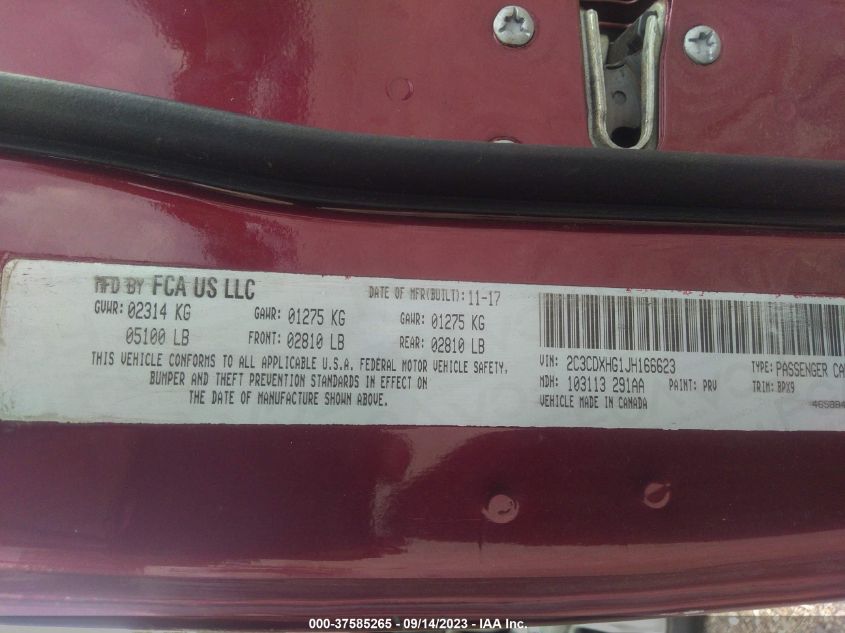 MFD BY FCA US LLC DATE OF MFR(BUILT): 11-17
GVWR: 02314 KG GAWR: 01275 KG GAWR: 01275 KG
05100 LB FRONT: 02810 LB REAR: 02810 LB
THIS VEHICLE CONFORMS TO ALL APPLICABLE U.S.A. FEDERAL MOTOR VEHICLE SAFETY,
BUMPER AND THEFT PREVENTION STANDARDS IN EFFECT ON
THE DATE OF MANUFACTURE SHOWN ABOVE.
VIN: 2C3CDXHG1JH166623 TYPE: PASSENGER CA
MDH: 103113 291AA PAINT: PRV TRIM: BPX9
VEHICLE MADE IN CANADA
000-37585265 - 09/14/2023 - IAA Inc.